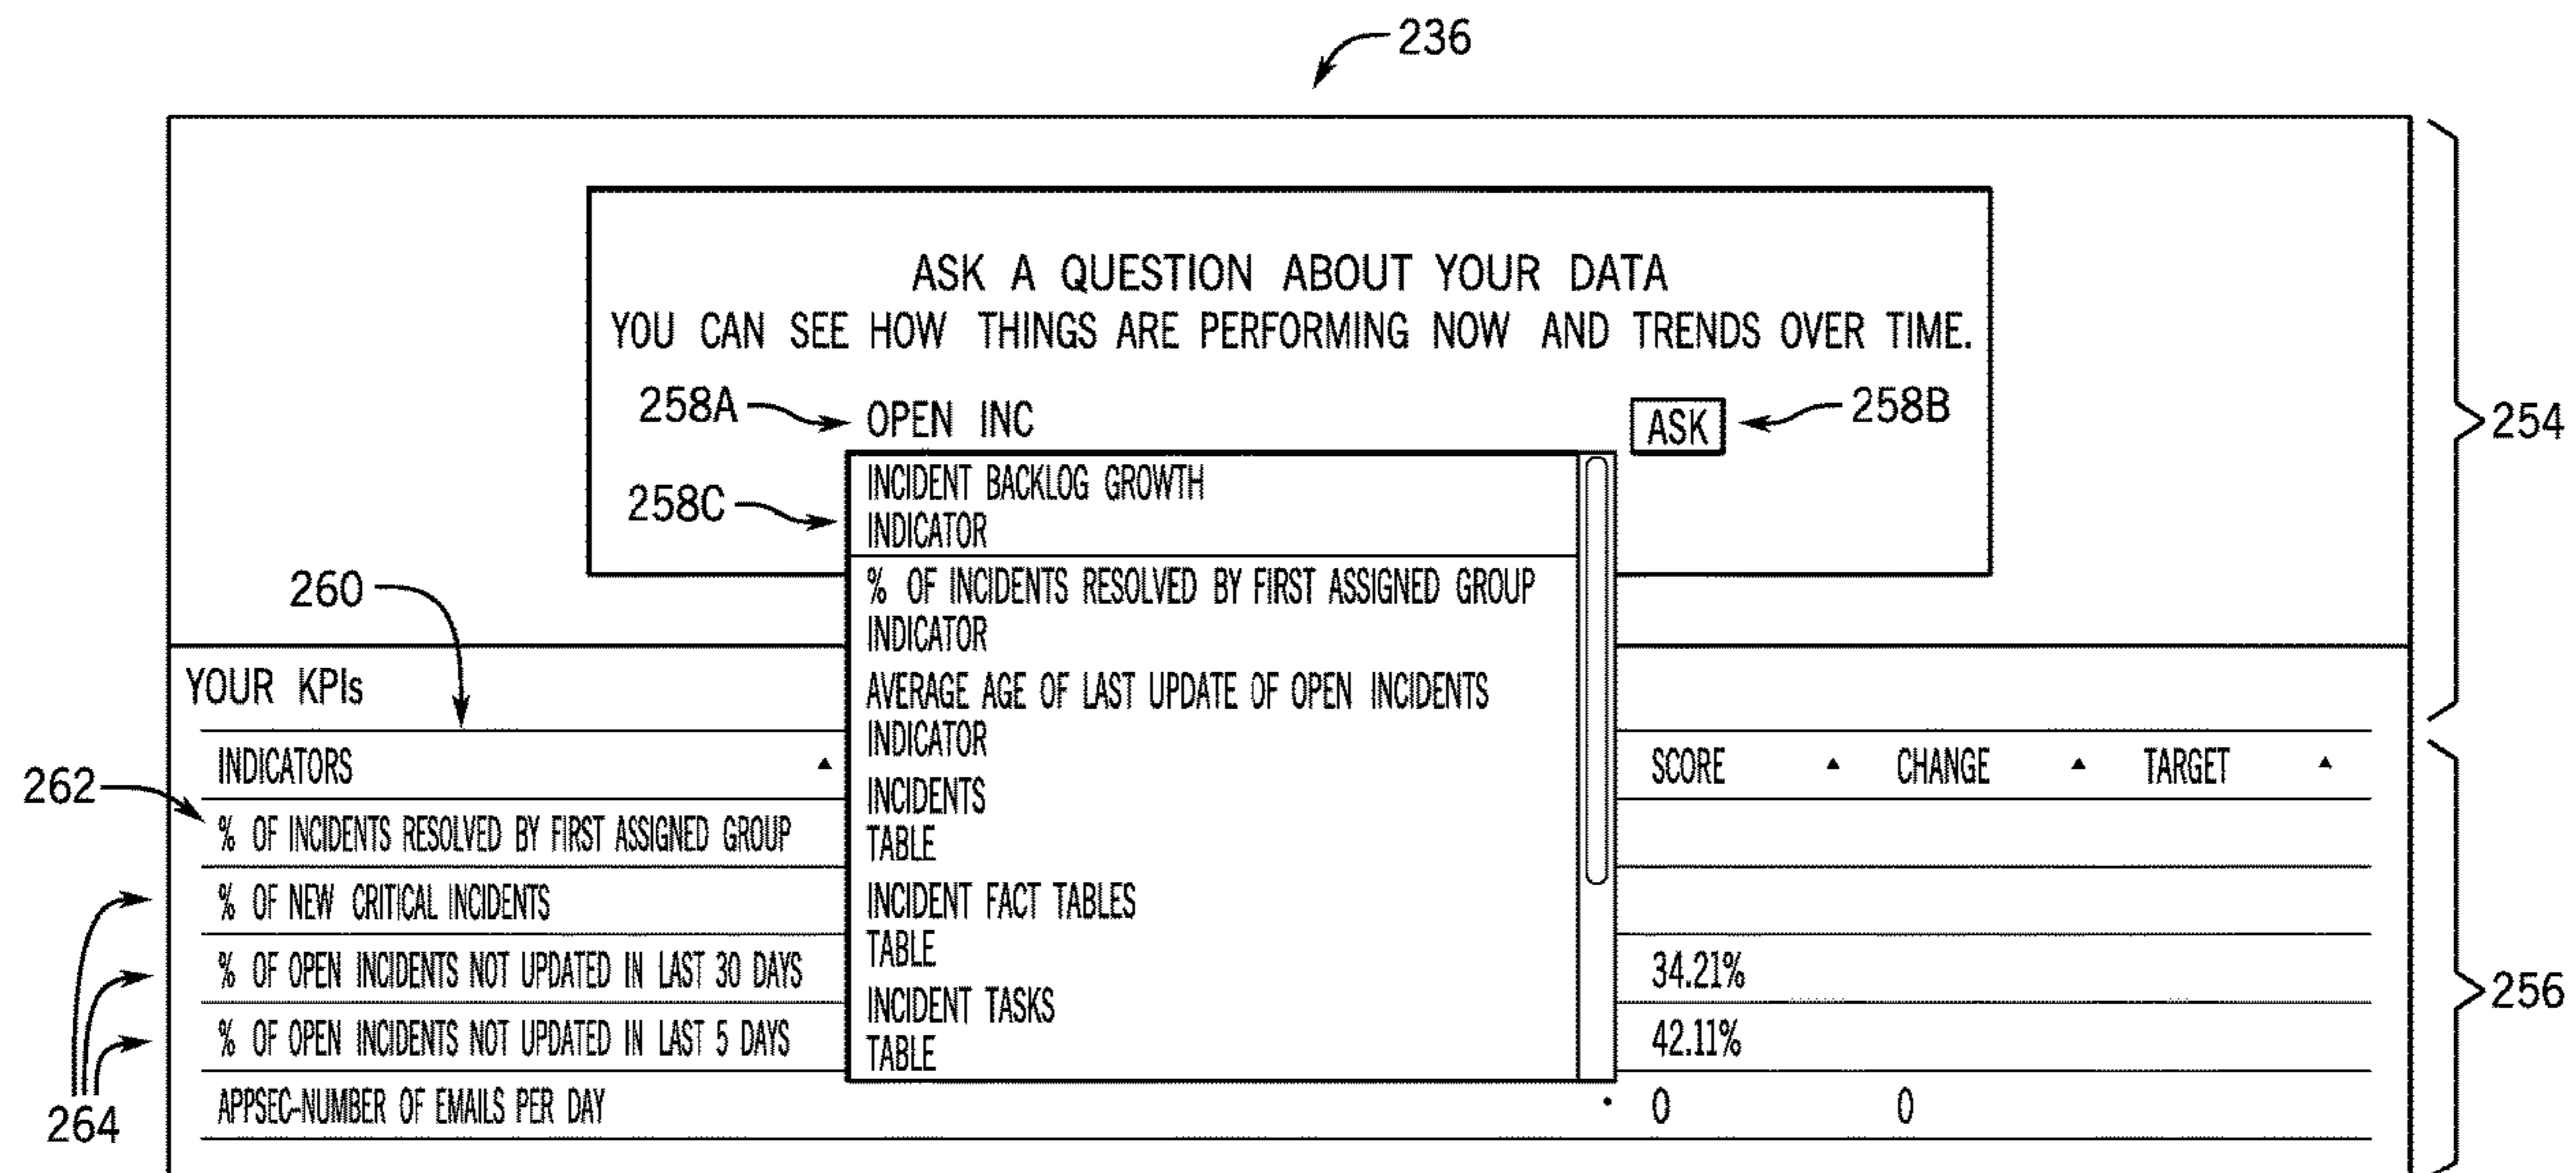 236
ASK A QUESTION ABOUT YOUR DATA
YOU CAN SEE HOW THINGS ARE PERFORMING NOW AND TRENDS OVER TIME.
258A OPEN INC ASK 258B
254
INCIDENT BACKLOG GROWTH
258C
INDICATOR
% OF INCIDENTS RESOLVED BY FIRST ASSIGNED GROUP
INDICATOR
260
AVERAGE AGE OF LAST UPDATE OF OPEN INCIDENTS
INDICATOR
INCIDENTS
TABLE
INCIDENT FACT TABLES
TABLE
INCIDENT TASKS
TABLE
YOUR KPIs
INDICATORS SCORE CHANGE TARGET
262
% OF INCIDENTS RESOLVED BY FIRST ASSIGNED GROUP
% OF NEW CRITICAL INCIDENTS
% OF OPEN INCIDENTS NOT UPDATED IN LAST 30 DAYS 34.21%
256
% OF OPEN INCIDENTS NOT UPDATED IN LAST 5 DAYS 42.11%
APPSEC-NUMBER OF EMAILS PER DAY 0 0
264